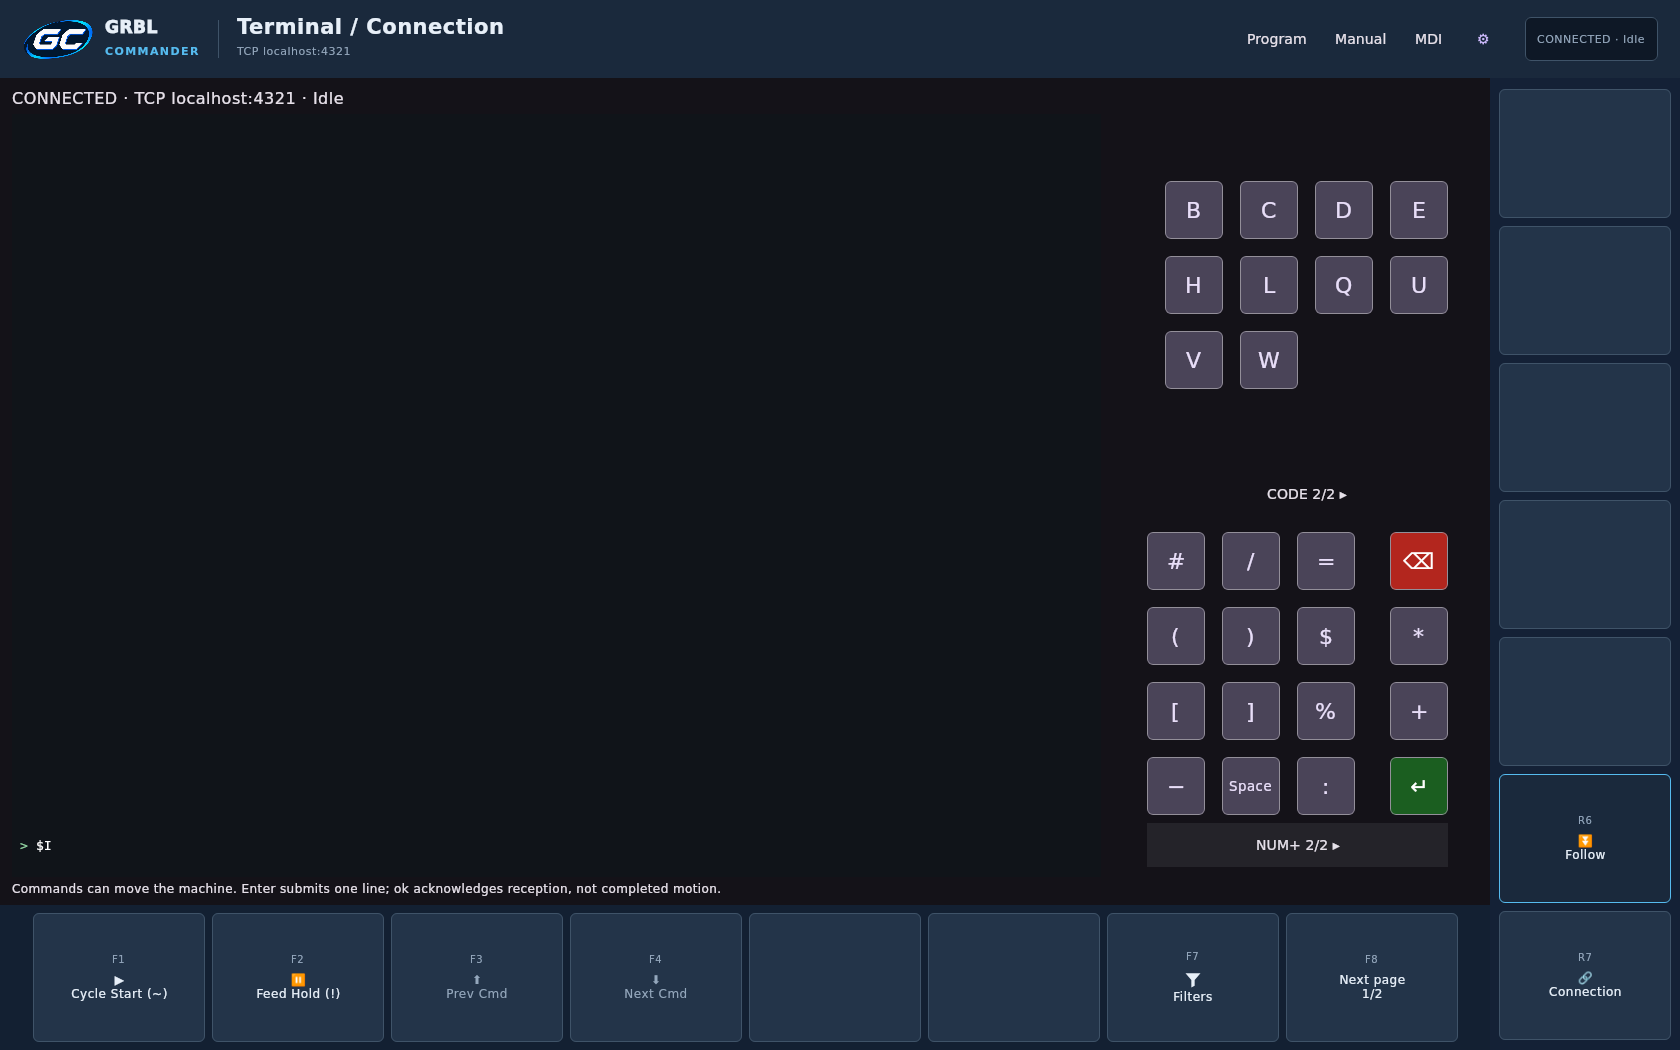 GC GRBL COMMANDER
Terminal / Connection
TCP localhost:4321
Program Manual MDI ⚙ CONNECTED · Idle
CONNECTED · TCP localhost:4321 · Idle
B C D E
H L Q U
V W
CODE 2/2 ▸
# / = ⌫
( ) $ *
[ ] % +
− Space : ↵
NUM+ 2/2 ▸
> $I
Commands can move the machine. Enter submits one line; ok acknowledges reception, not completed motion.
R6
⏬
Follow
R7
🔗
Connection
F1
▶
Cycle Start (~)
F2
⏸
Feed Hold (!)
F3
⬆
Prev Cmd
F4
⬇
Next Cmd
F7
Filters
F8
Next page
1/2